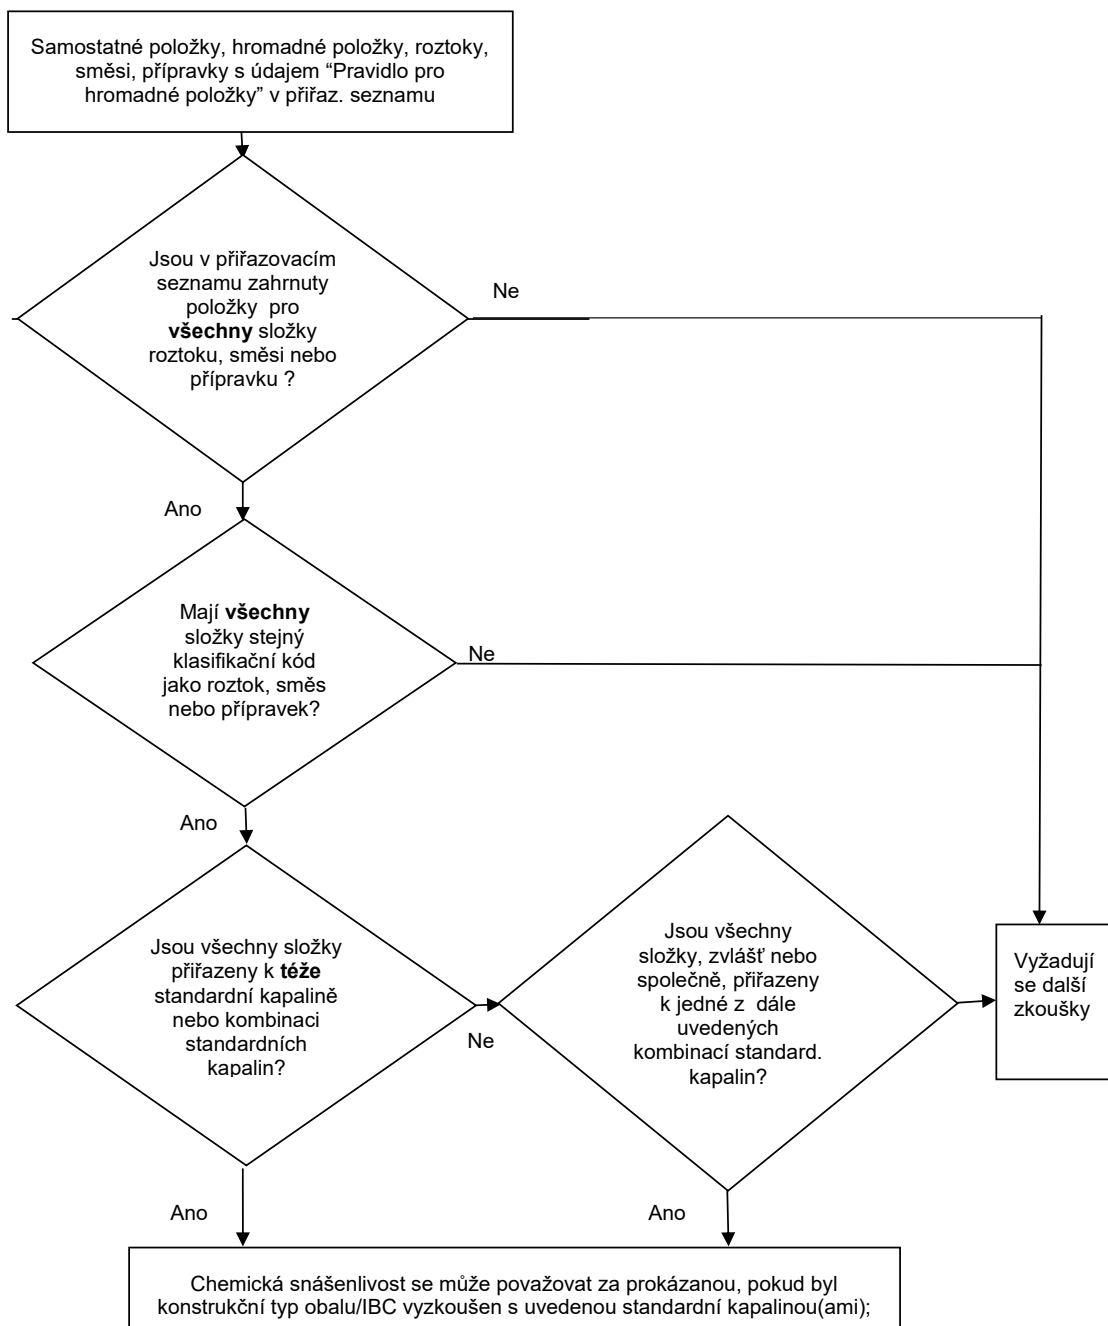 Samostatné položky, hromadné položky, roztoky,
směsi, přípravky s údajem “Pravidlo pro
hromadné položky” v přiřaz. seznamu
Jsou v přiřazovacím
seznamu zahrnuty
položky pro
všechny složky
roztoku, směsi nebo
přípravku ?
Ne
Ano
Mají všechny
složky stejný
klasifikační kód
jako roztok, směs
nebo přípravek?
Ne
Ano
Jsou všechny složky
přiřazeny k téže
standardní kapalině
nebo kombinaci
standardních
kapalin?
Ne
Jsou všechny
složky, zvlášť nebo
společně, přiřazeny
k jedné z dále
uvedených
kombinací standard.
kapalin?
Vyžadují
se další
zkoušky
Ano
Ano
Chemická snášenlivost se může považovat za prokázanou, pokud byl
konstrukční typ obalu/IBC vyzkoušen s uvedenou standardní kapalinou(ami);